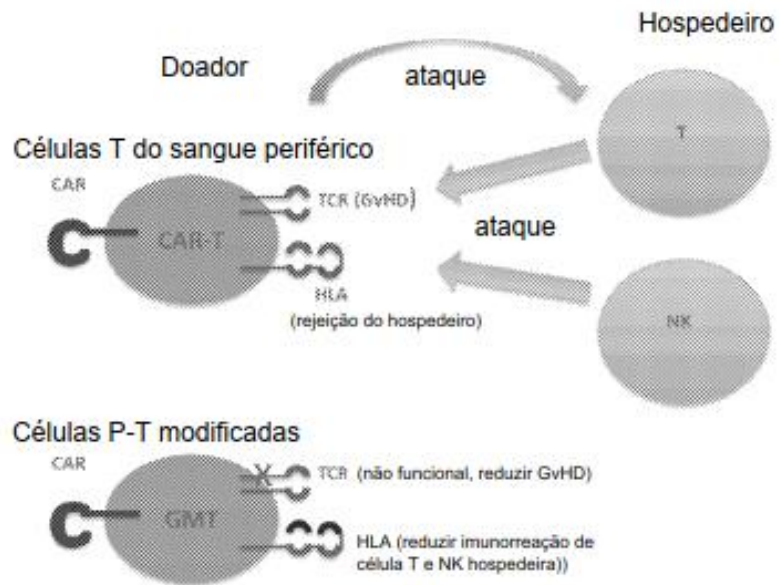 Hospedeiro
Doador
ataque
T
Células T do sangue periférico
CAR
TCR (GvHD)
CAR-T
ataque
HLA
(rejeição do hospedeiro)
NK
Células P-T modificadas
CAR
X TCR (não funcional, reduzir GvHD)
GMT
HLA (reduzir imunorreação de
célula T e NK hospedeira))